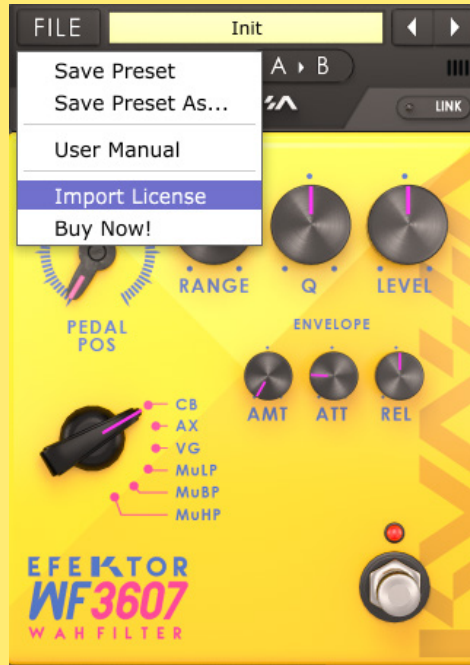 FILE
Init
Save Preset
Save Preset As...
User Manual
Import License
Buy Now!
A ▸ B
LINK
RANGE
Q
LEVEL
PEDAL
POS
ENVELOPE
AMT
ATT
REL
CB
AX
VG
MuLP
MuBP
MuHP
EFEKTOR
WF3607
WAH FILTER